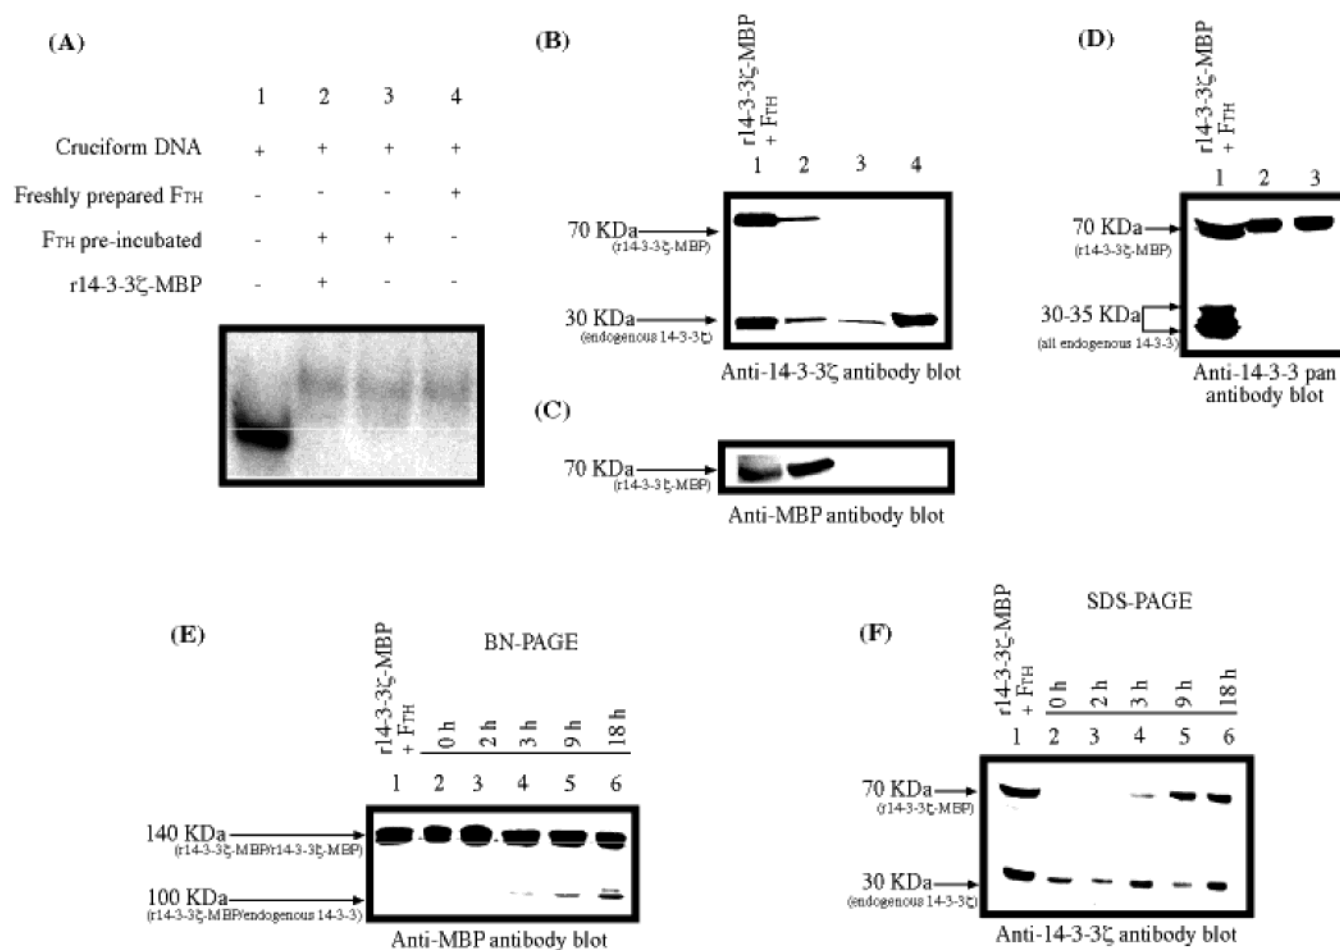 (A)
1 2 3 4
Cruciform DNA + + + +
Freshly prepared FTH - - - +
FTH pre-incubated - + + -
r14-3-3ζ-MBP - + - -
(B)
r14-3-3ζ-MBP
+ FTH
1 2 3 4
70 KDa
(r14-3-3ζ-MBP)
30 KDa
(endogenous 14-3-3ζ)
Anti-14-3-3ζ antibody blot
(C)
70 KDa
(r14-3-3ζ-MBP)
Anti-MBP antibody blot
(D)
r14-3-3ζ-MBP
+ FTH
1 2 3
70 KDa
(r14-3-3ζ-MBP)
30-35 KDa
(all endogenous 14-3-3)
Anti-14-3-3 pan
antibody blot
(E)
BN-PAGE
r14-3-3ζ-MBP
+ FTH
0 h 2 h 3 h 9 h 18 h
1 2 3 4 5 6
140 KDa
(r14-3-3ζ-MBP/r14-3-3ζ-MBP)
100 KDa
(r14-3-3ζ-MBP/endogenous 14-3-3)
Anti-MBP antibody blot
(F)
SDS-PAGE
r14-3-3ζ-MBP
+ FTH
0 h 2 h 3 h 9 h 18 h
1 2 3 4 5 6
70 KDa
(r14-3-3ζ-MBP)
30 KDa
(endogenous 14-3-3ζ)
Anti-14-3-3ζ antibody blot